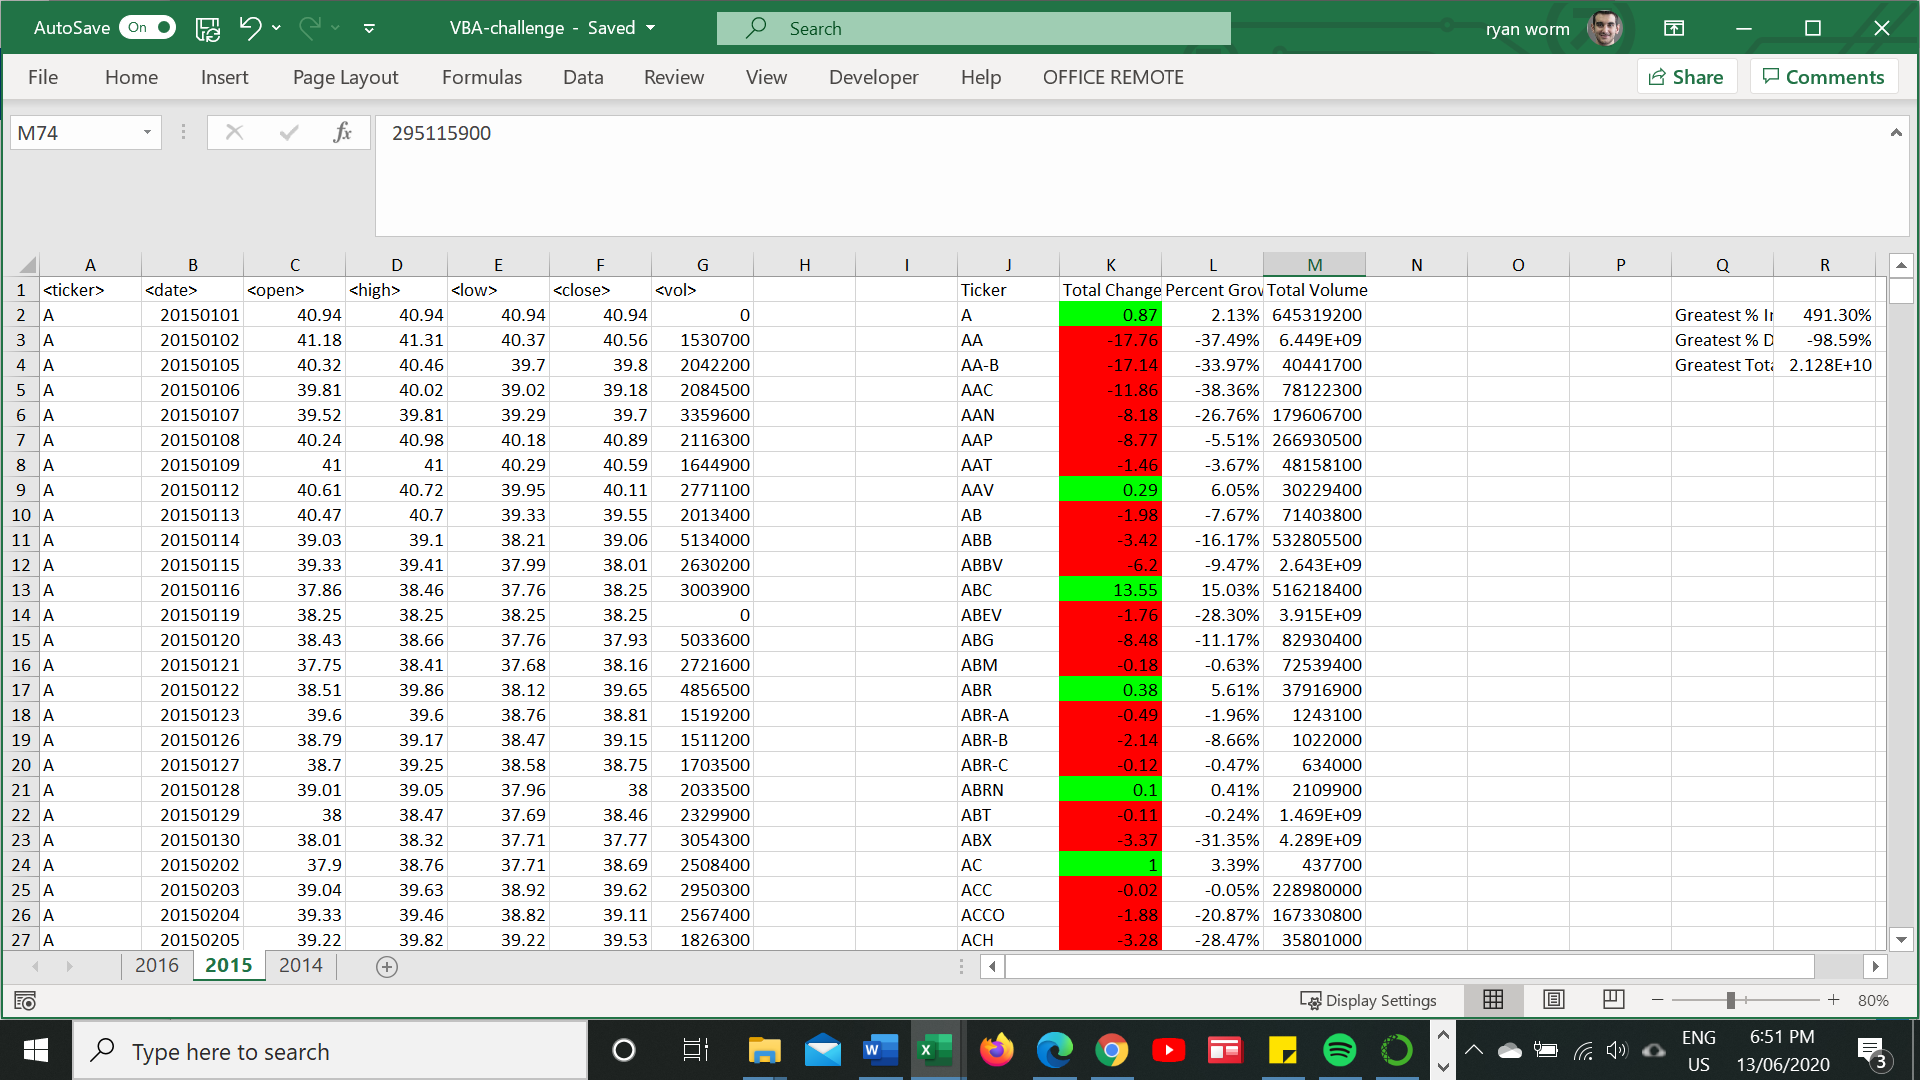 AutoSave On VBA-challenge - Saved Search ryan worm
File Home Insert Page Layout Formulas Data Review View Developer Help OFFICE REMOTE Share Comments
M74 fx 295115900
A B C D E F G H I J K L M N O P Q R
1 <ticker> <date> <open> <high> <low> <close> <vol> Ticker Total Change Percent Grov Total Volume
2 A 20150101 40.94 40.94 40.94 40.94 0 A 0.87 2.13% 645319200 Greatest % I 491.30%
3 A 20150102 41.18 41.31 40.37 40.56 1530700 AA -17.76 -37.49% 6.449E+09 Greatest % D -98.59%
4 A 20150105 40.32 40.46 39.7 39.8 2042200 AA-B -17.14 -33.97% 40441700 Greatest Tota 2.128E+10
5 A 20150106 39.81 40.02 39.02 39.18 2084500 AAC -11.86 -38.36% 78122300
6 A 20150107 39.52 39.81 39.29 39.7 3359600 AAN -8.18 -26.76% 179606700
7 A 20150108 40.24 40.98 40.18 40.89 2116300 AAP -8.77 -5.51% 266930500
8 A 20150109 41 41 40.29 40.59 1644900 AAT -1.46 -3.67% 48158100
9 A 20150112 40.61 40.72 39.95 40.11 2771100 AAV 0.29 6.05% 30229400
10 A 20150113 40.47 40.7 39.33 39.55 2013400 AB -1.98 -7.67% 71403800
11 A 20150114 39.03 39.1 38.21 39.06 5134000 ABB -3.42 -16.17% 532805500
12 A 20150115 39.33 39.41 37.99 38.01 2630200 ABBV -6.2 -9.47% 2.643E+09
13 A 20150116 37.86 38.46 37.76 38.25 3003900 ABC 13.55 15.03% 516218400
14 A 20150119 38.25 38.25 38.25 38.25 0 ABEV -1.76 -28.30% 3.915E+09
15 A 20150120 38.43 38.66 37.76 37.93 5033600 ABG -8.48 -11.17% 82930400
16 A 20150121 37.75 38.41 37.68 38.16 2721600 ABM -0.18 -0.63% 72539400
17 A 20150122 38.51 39.86 38.12 39.65 4856500 ABR 0.38 5.61% 37916900
18 A 20150123 39.6 39.6 38.76 38.81 1519200 ABR-A -0.49 -1.96% 1243100
19 A 20150126 38.79 39.17 38.47 39.15 1511200 ABR-B -2.14 -8.66% 1022000
20 A 20150127 38.7 39.25 38.58 38.75 1703500 ABR-C -0.12 -0.47% 634000
21 A 20150128 39.01 39.05 37.96 38 2033500 ABRN 0.1 0.41% 2109900
22 A 20150129 38 38.47 37.69 38.46 2329900 ABT -0.11 -0.24% 1.469E+09
23 A 20150130 38.01 38.32 37.71 37.77 3054300 ABX -3.37 -31.35% 4.289E+09
24 A 20150202 37.9 38.76 37.71 38.69 2508400 AC 1 3.39% 437700
25 A 20150203 39.04 39.63 38.92 39.62 2950300 ACC -0.02 -0.05% 228980000
26 A 20150204 39.33 39.46 38.82 39.11 2567400 ACCO -1.88 -20.87% 167330800
27 A 20150205 39.22 39.82 39.22 39.53 1826300 ACH -3.28 -28.47% 35801000
2016 2015 2014
Display Settings 80%
Type here to search ENG 6:51 PM
US 13/06/2020 3